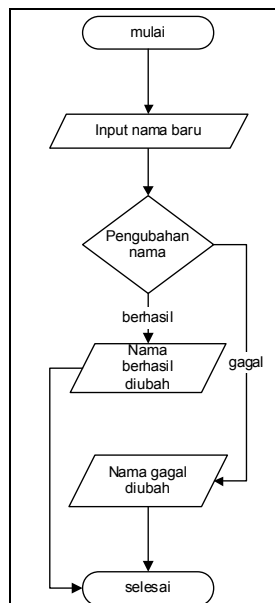 mulai
Input nama baru
Pengubahan
nama
berhasil
Nama
berhasil
diubah
gagal
Nama gagal
diubah
selesai